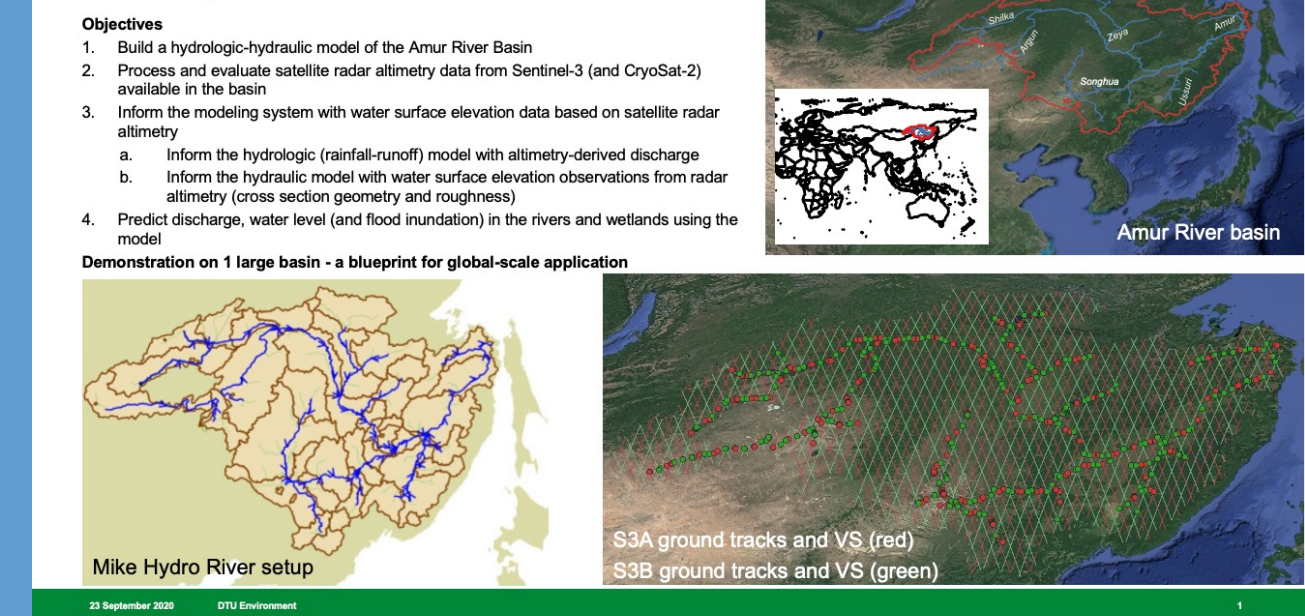 Objectives
1. Build a hydrologic-hydraulic model of the Amur River Basin
2. Process and evaluate satellite radar altimetry data from Sentinel-3 (and CryoSat-2)
available in the basin
3. Inform the modeling system with water surface elevation data based on satellite radar
altimetry
a. Inform the hydrologic (rainfall-runoff) model with altimetry-derived discharge
b. Inform the hydraulic model with water surface elevation observations from radar
altimetry (cross section geometry and roughness)
4. Predict discharge, water level (and flood inundation) in the rivers and wetlands using the
model
Demonstration on 1 large basin - a blueprint for global-scale application
Shilka
Argun
Zeya
Amur
Songhua
Ussuri
Amur River basin
Mike Hydro River setup
S3A ground tracks and VS (red)
S3B ground tracks and VS (green)
23 September 2020 DTU Environment 1